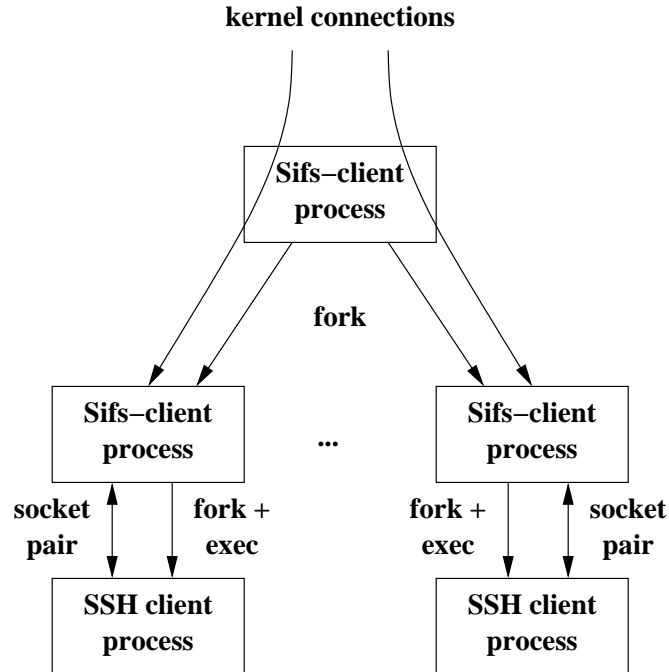 kernel connections
Sifs−client
process
fork
Sifs−client
process
...
Sifs−client
process
socket
pair
fork +
exec
fork +
exec
socket
pair
SSH client
process
SSH client
process